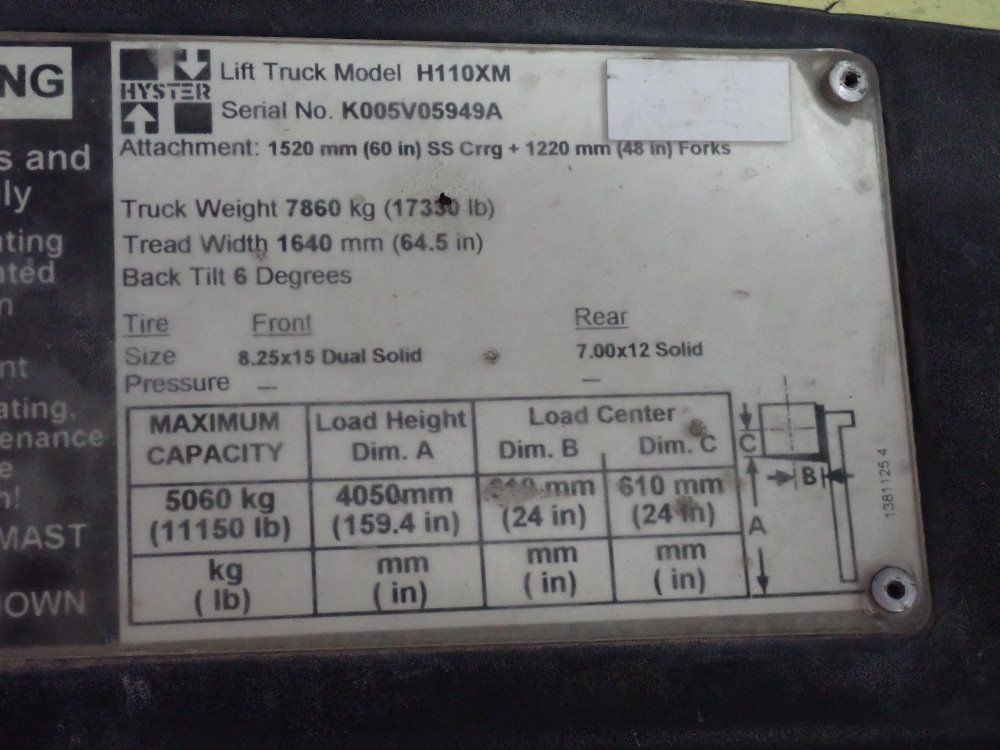 NG
s and
ly
ating
ated
m
nt
ating,
enance
e
n!
MAST
OWN
HYSTER
Lift Truck Model H110XM
Serial No. K005V05949A
Attachment: 1520 mm (60 in) SS Crrg + 1220 mm (48 in) Forks
Truck Weight 7860 kg (17330 lb)
Tread Width 1640 mm (64.5 in)
Back Tilt 6 Degrees
Tire Front Rear
Size 8.25x15 Dual Solid 7.00x12 Solid
Pressure — —
MAXIMUM CAPACITY Load Height Dim. A Load Center Dim. B Dim. C
5060 kg 4050mm 610 mm 610 mm
(11150 lb) (159.4 in) (24 in) (24 in)
kg mm mm mm
( lb) ( in) ( in) ( in)
C
B
A
1381125 4